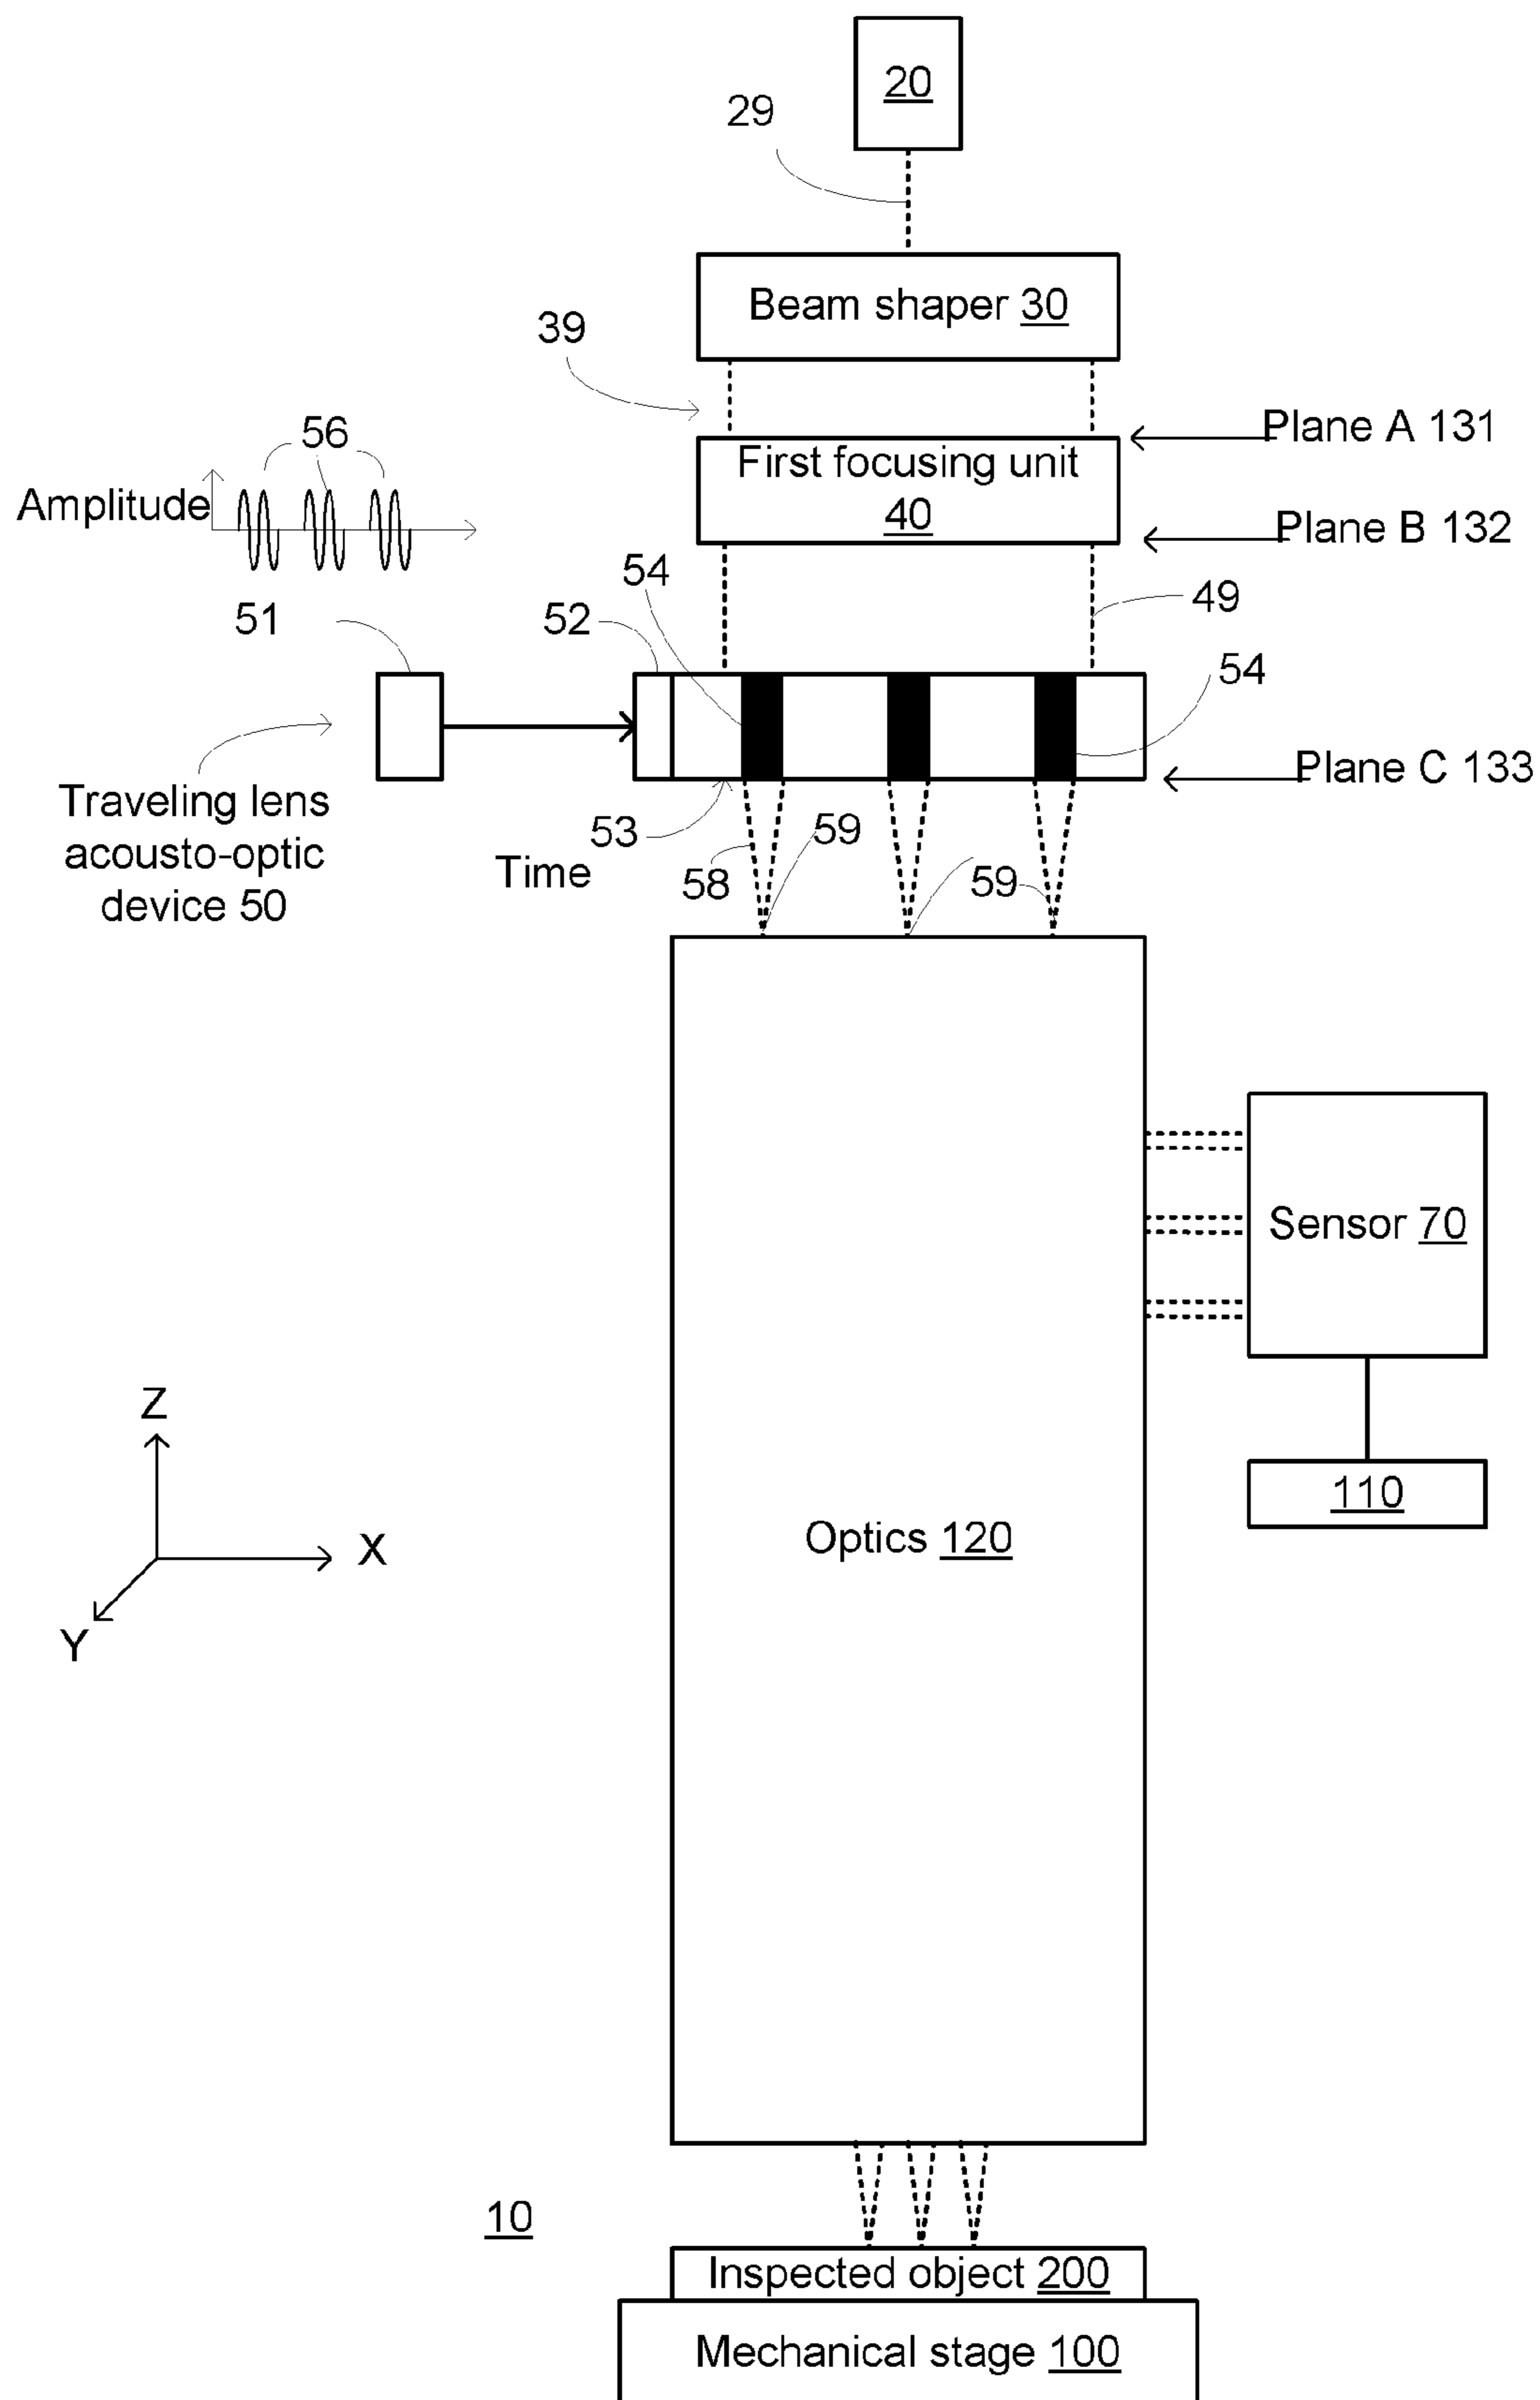 20
29
Beam shaper 30
39
Plane A 131
56
First focusing unit
40
Amplitude
Plane B 132
54
49
51
52
54
Plane C 133
Traveling lens
acousto-optic
device 50
53
59
Time
58
59
Sensor 70
Z
110
Optics 120
X
Y
10
Inspected object 200
Mechanical stage 100